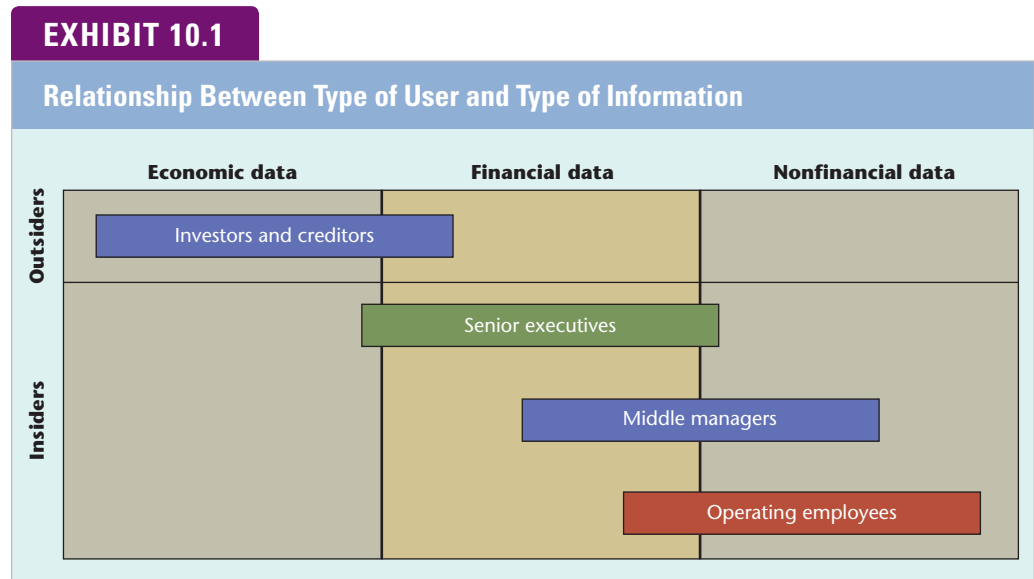 EXHIBIT 10.1
Relationship Between Type of User and Type of Information
Economic data
Financial data
Nonfinancial data
Outsiders
Investors and creditors
Insiders
Senior executives
Middle managers
Operating employees